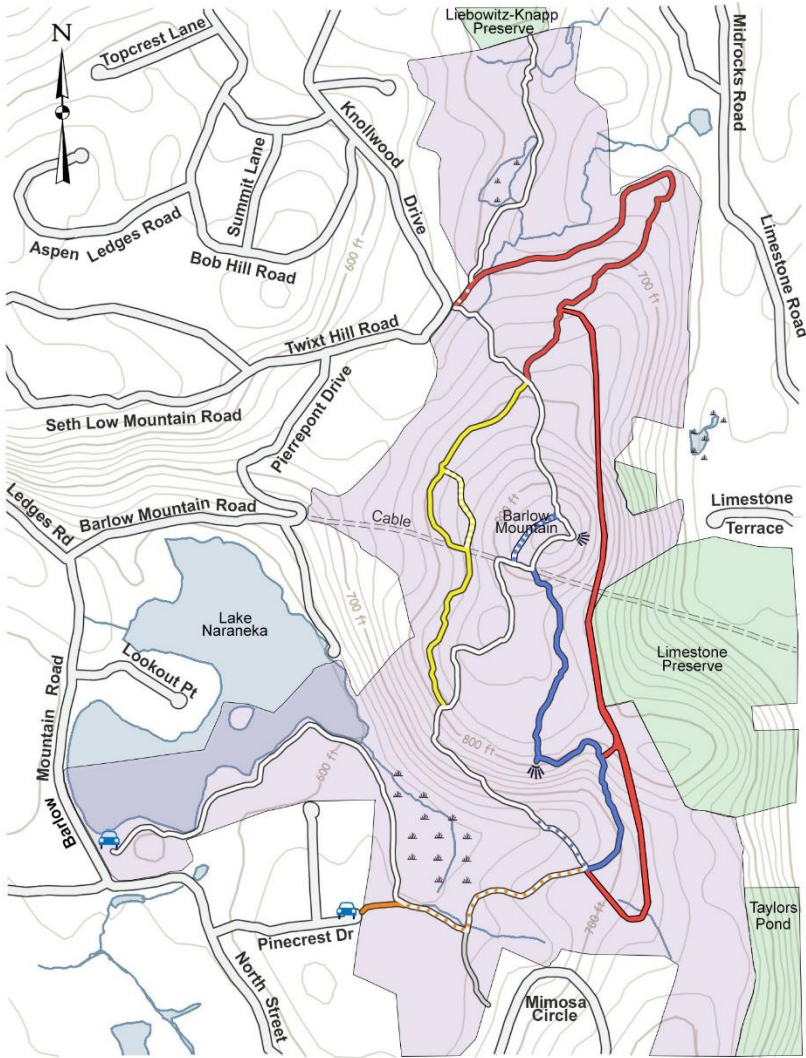 Liebowitz-Knapp
Preserve
N
Topcrest Lane
Midrocks Road
Knollwood
Drive
Summit Lane
Aspen Ledges Road
Bob Hill Road
600 ft
Limestone Road
700 ft
Twixt Hill Road
Seth Low Mountain Road
Pierrepont Drive
Ledges Rd
Barlow Mountain Road
Cable
Barlow
Mountain
Limestone
Terrace
Lake
Naraneka
700 ft
Lookout Pt
Limestone
Preserve
Barlow Mountain Road
800 ft
600 ft
Pinecrest Dr
North Street
700 ft
Mimosa
Circle
Taylors
Pond